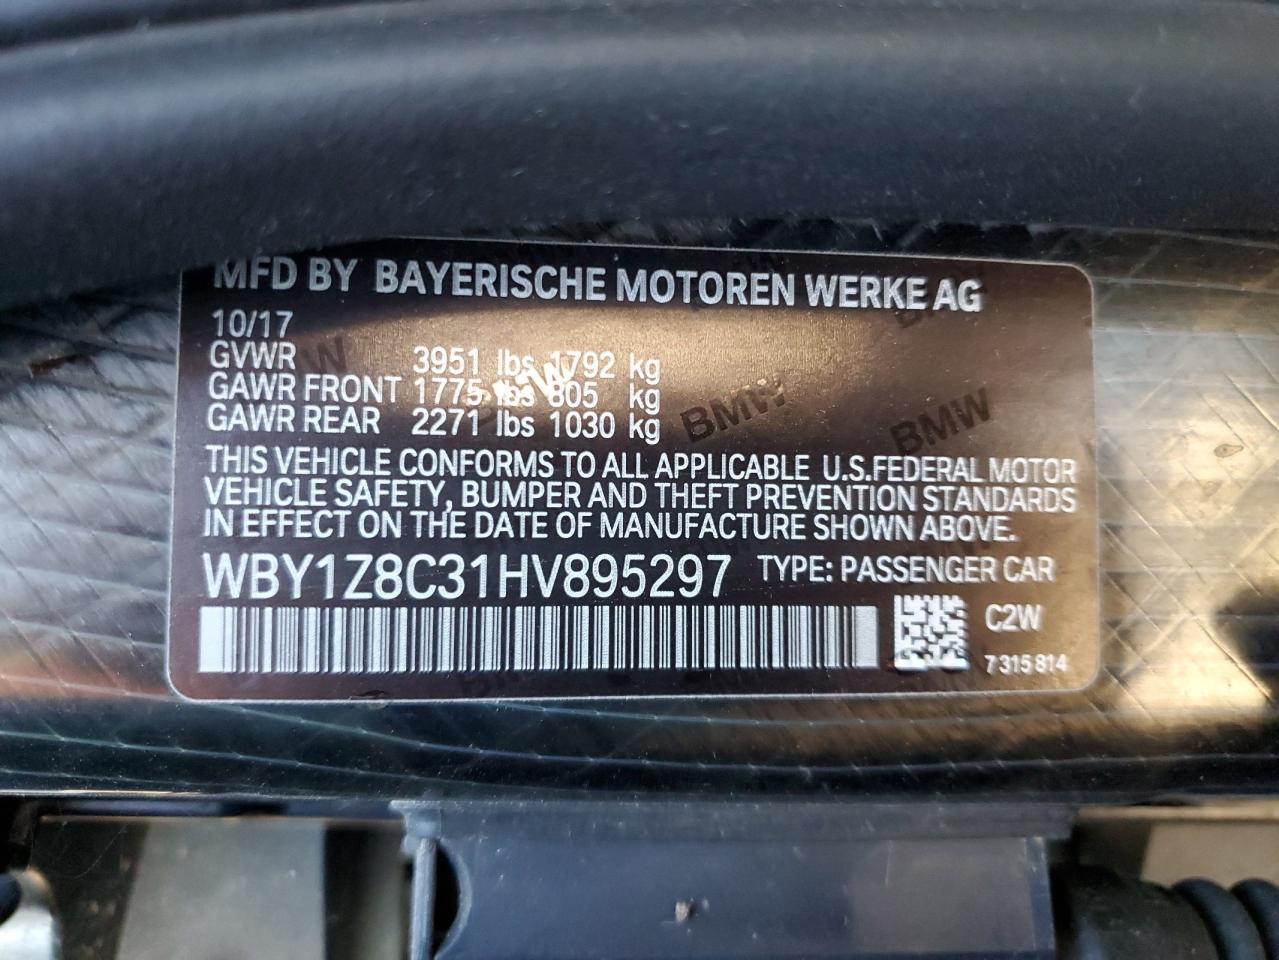 MFD BY BAYERISCHE MOTOREN WERKE AG
10/17
GVWR 3951 lbs 1792 kg
GAWR FRONT 1775 lbs 805 kg
GAWR REAR 2271 lbs 1030 kg
THIS VEHICLE CONFORMS TO ALL APPLICABLE U.S.FEDERAL MOTOR
VEHICLE SAFETY, BUMPER AND THEFT PREVENTION STANDARDS
IN EFFECT ON THE DATE OF MANUFACTURE SHOWN ABOVE.
WBY1Z8C31HV895297 TYPE: PASSENGER CAR
C2W
7 315 814
BMW
BMW
BMW
BMW
BMW